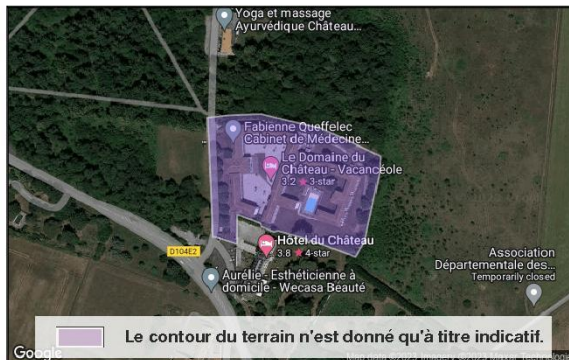 Yoga et massage
Ayurvédique Château...
Fabienne Queffelec
Cabinet de Médecine...
Le Domaine du
Château - Vacancéole
3.2 ★ 3-star
Hôtel du Château
3.8 ★ 4-star
D104E2
Aurélie - Esthéticienne à
domicile - Wecasa Beauté
Association
Départementale des...
Temporarily closed
Le contour du terrain n'est donné qu'à titre indicatif.
Google